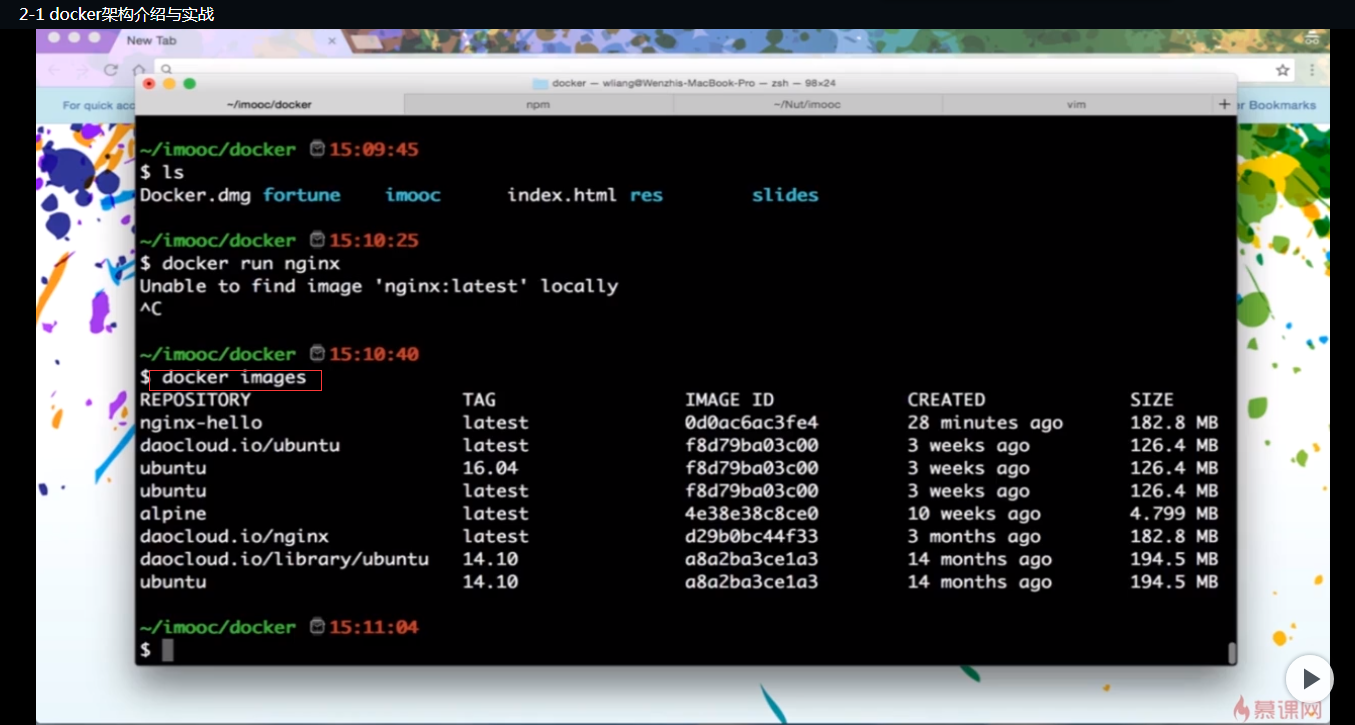 2-1 docker架构介绍与实战
New Tab
For quick acc
er Bookmarks
docker — wliang@Wenzhis-MacBook-Pro — zsh — 98×24
~/imooc/docker npm ~/Nut/imooc vim
~/imooc/docker 15:09:45
$ ls
Docker.dmg fortune imooc index.html res slides
~/imooc/docker 15:10:25
$ docker run nginx
Unable to find image 'nginx:latest' locally
^C
~/imooc/docker 15:10:40
$ docker images
REPOSITORY TAG IMAGE ID CREATED SIZE
nginx-hello latest 0d0ac6ac3fe4 28 minutes ago 182.8 MB
daocloud.io/ubuntu latest f8d79ba03c00 3 weeks ago 126.4 MB
ubuntu 16.04 f8d79ba03c00 3 weeks ago 126.4 MB
ubuntu latest f8d79ba03c00 3 weeks ago 126.4 MB
alpine latest 4e38e38c8ce0 10 weeks ago 4.799 MB
daocloud.io/nginx latest d29b0bc44f33 3 months ago 182.8 MB
daocloud.io/library/ubuntu 14.10 a8a2ba3ce1a3 14 months ago 194.5 MB
ubuntu 14.10 a8a2ba3ce1a3 14 months ago 194.5 MB
~/imooc/docker 15:11:04
$
慕课网